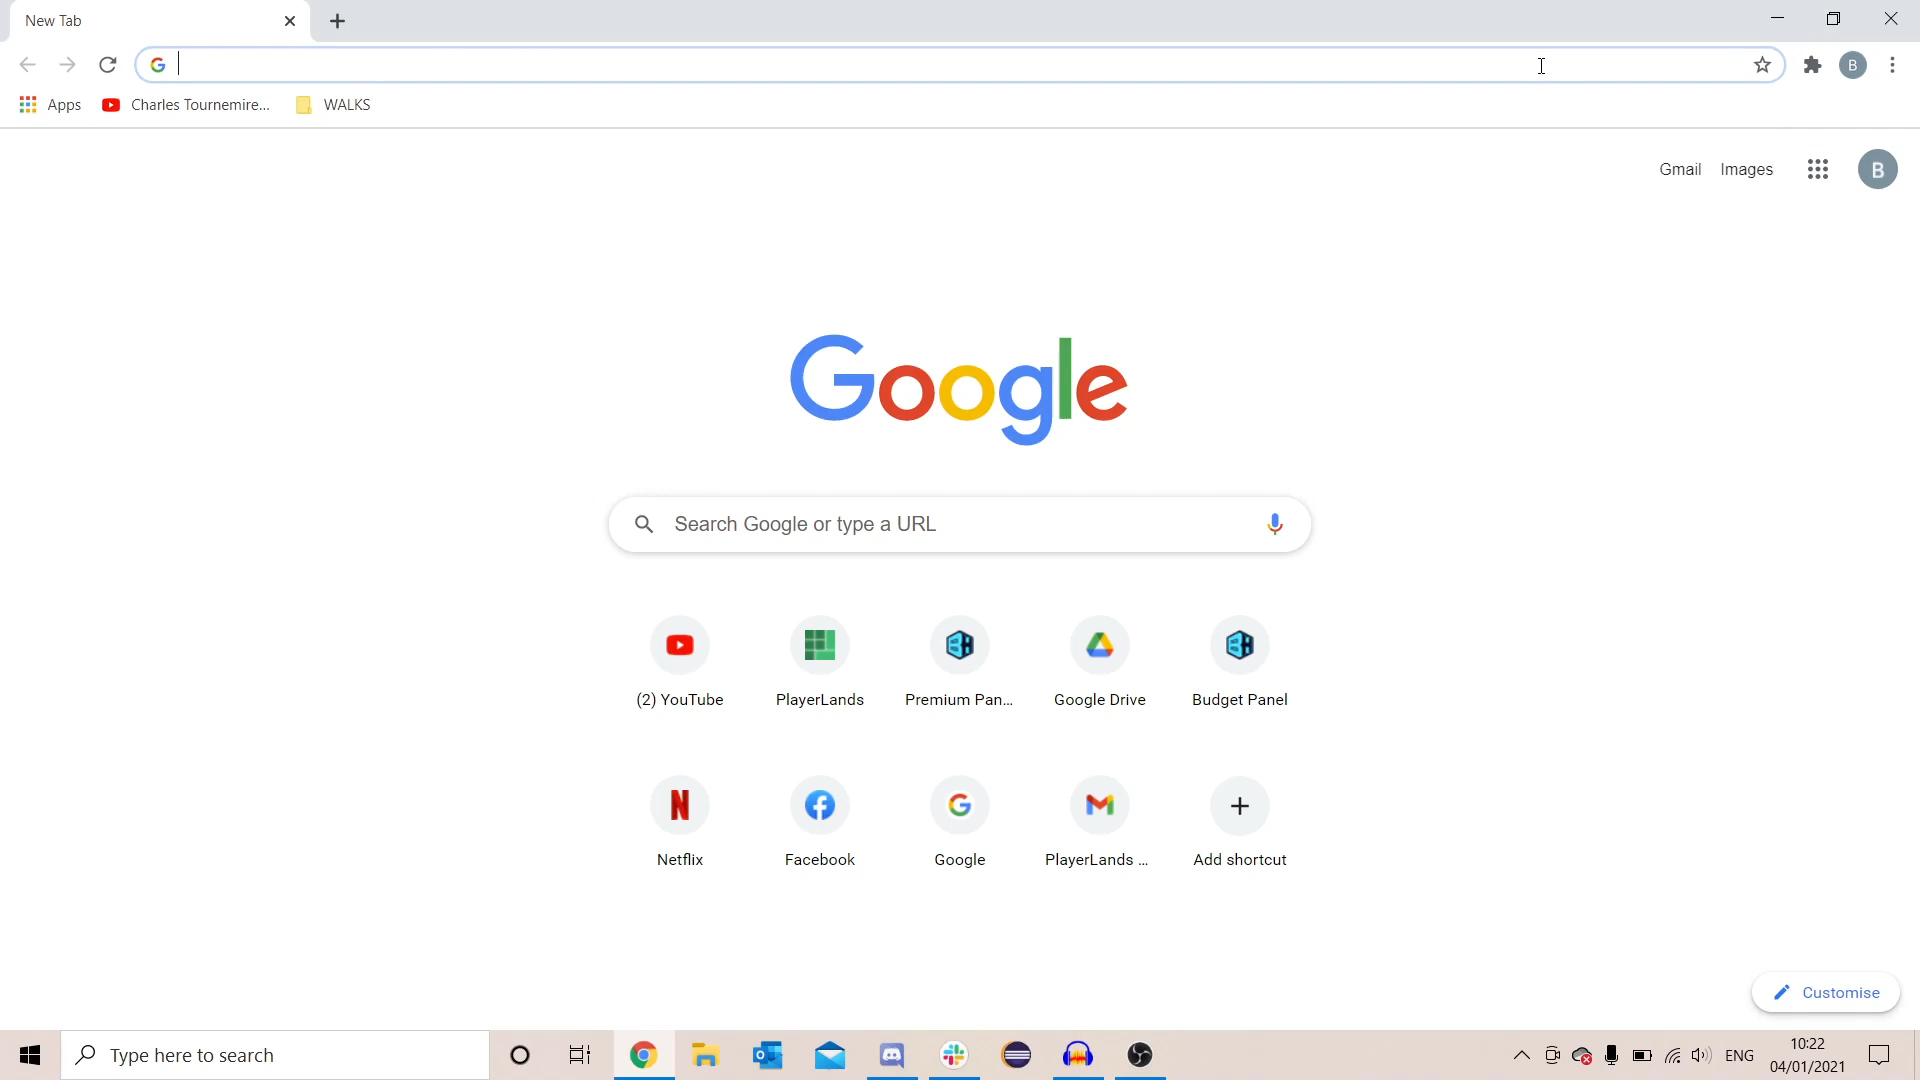 New Tab
Apps
Charles Tournemire...
WALKS
B
Gmail
Images
B
Google
Search Google or type a URL
(2) YouTube
PlayerLands
Premium Pan...
Google Drive
Budget Panel
Netflix
Facebook
Google
PlayerLands ...
Add shortcut
Customise
Type here to search
ENG
10:22
04/01/2021